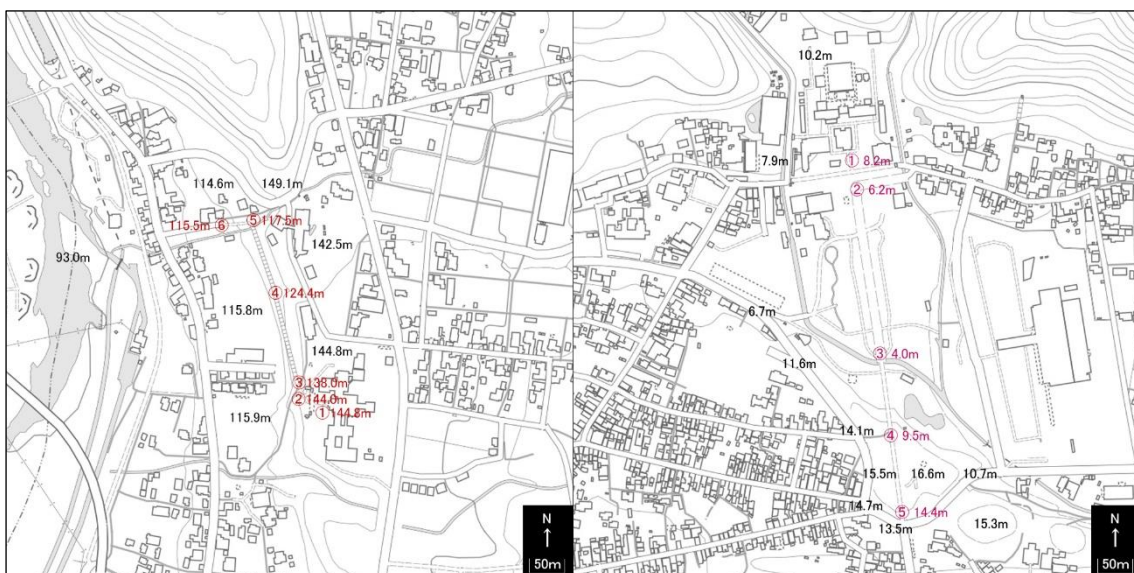 114.6m
149.1m
115.5m ⑥
⑤ 117.5m
142.5m
93.0m
④ 124.4m
115.8m
144.8m
③ 138.0m
② 144.0m
① 144.8m
115.9m
N
50m
10.2m
7.9m
① 8.2m
② 6.2m
6.7m
③ 4.0m
11.6m
14.1m
④ 9.5m
15.5m
16.6m
10.7m
14.7m
⑤ 14.4m
13.5m
15.3m
N
50m